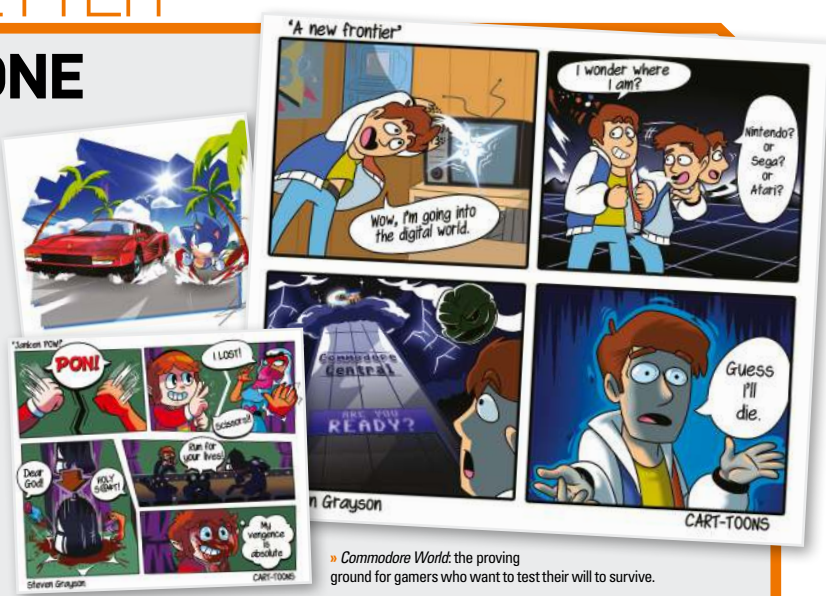 'A new frontier'
I wonder where
I am?
Nintendo?
or
Sega?
or
Atari?
Wow, I'm going into
the digital world.
Commodore
Central
ARE YOU
READY?
Guess
I'll
die.
n Grayson
CART-TOONS
'Janken PON!'
PON!
I LOST!
Scissors!!
Dear
God!
HOLY
S@#T!
Run for
your lives!
My
vengence
is
absolute
Steven Grayson
CART-TOONS
» Commodore World: the proving
ground for gamers who want to test their will to survive.